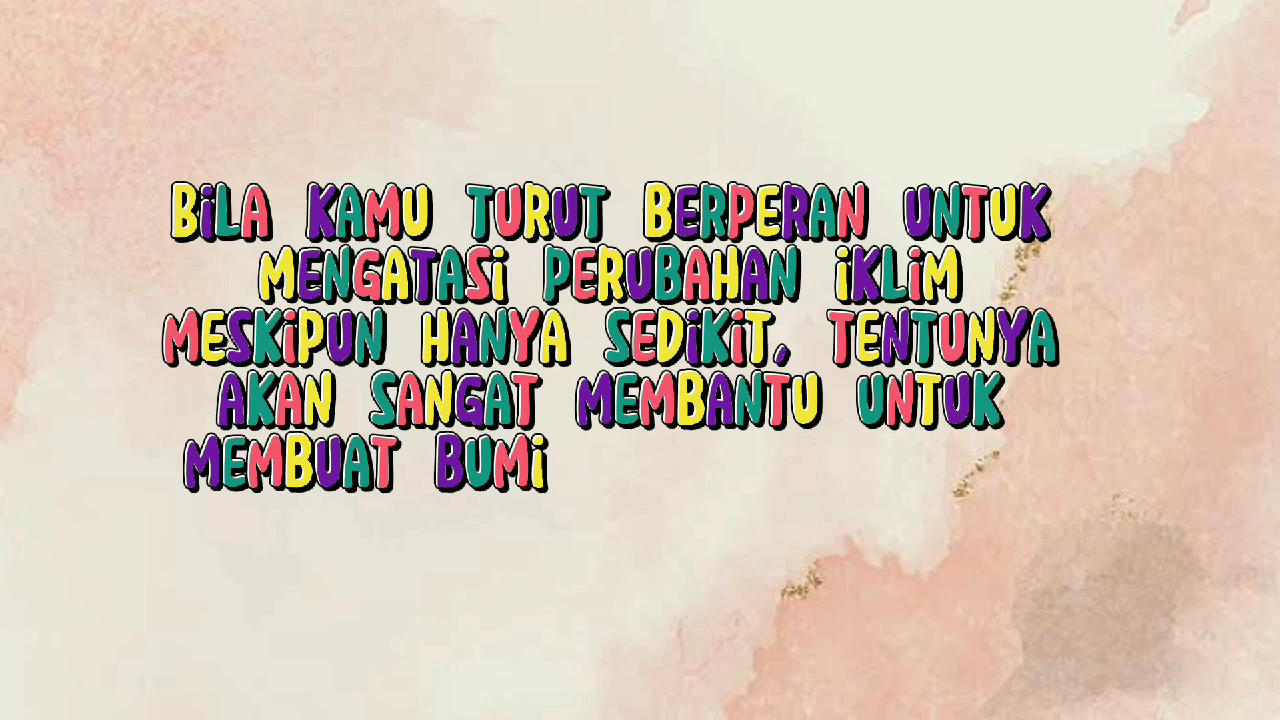 BiLA KAMU TURUT BERPERAN UNTUK
MENGATASi PERUBAHAN iKLiM
MESKiPUN HANYA SEDiKiT, TENTUNYA
AKAN SANGAT MEMBANTU UNTUK
MEMBUAT BUMi